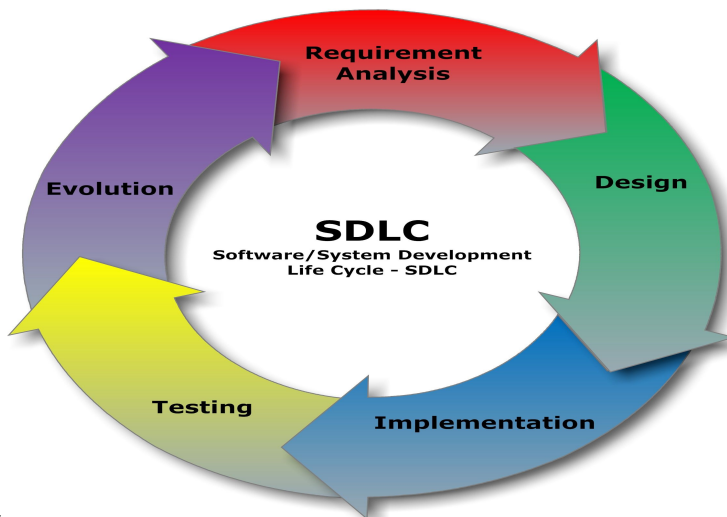 Requirement
Analysis
Design
Evolution
SDLC
Software/System Development
Life Cycle - SDLC
Testing
Implementation